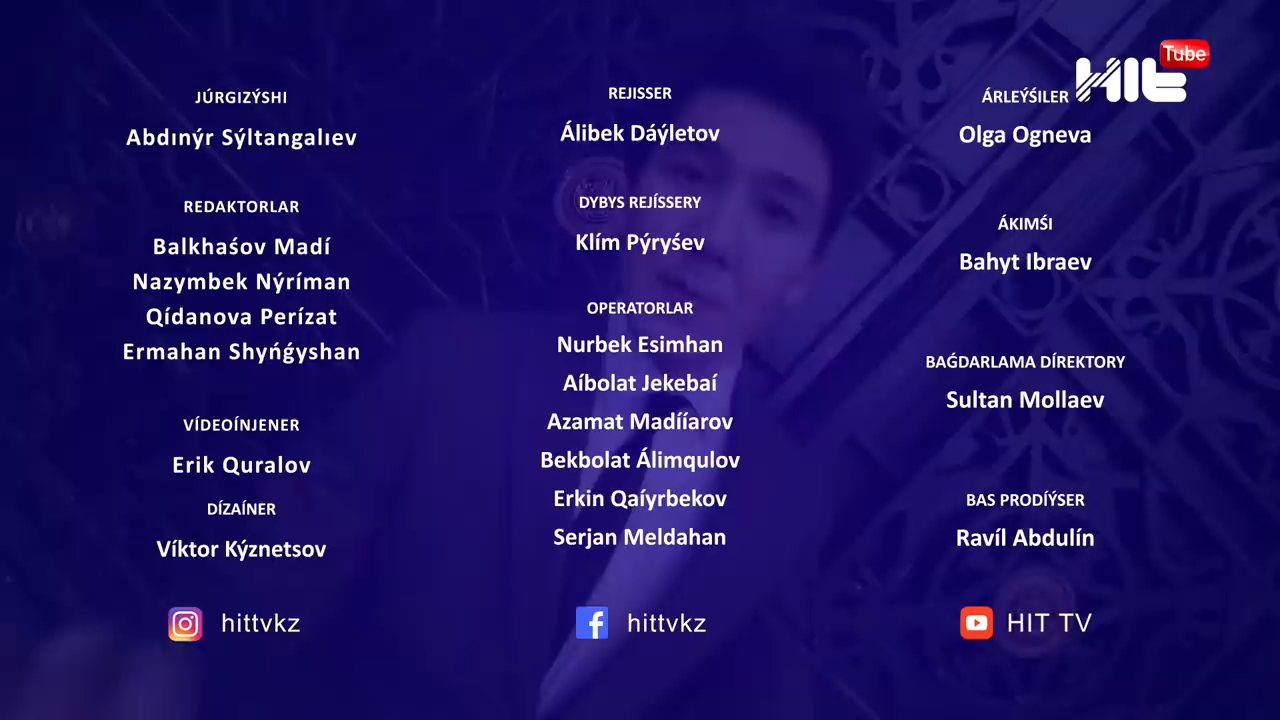 HIT Tube
JÚRGIZÝSHI
Abdınýr Sýltangalıev
REDAKTORLAR
Balkhaśov Madí
Nazymbek Nýríman
Qídanova Perízat
Ermahan Shyńǵyshan
VÍDEOÍNJENER
Erik Quralov
DÍZAÍNER
Víktor Kýznetsov
hittvkz
REJISSER
Álibek Dáýletov
DYBYS REJÍSSERY
Klím Pýryśev
OPERATORLAR
Nurbek Esimhan
Aíbolat Jekebaí
Azamat Madííarov
Bekbolat Álimqulov
Erkin Qaíyrbekov
Serjan Meldahan
hittvkz
ÁRLEÝŚILER
Olga Ogneva
ÁKIMŚI
Bahyt Ibraev
BAǴDARLAMA DÍREKTORY
Sultan Mollaev
BAS PRODÍÝSER
Ravíl Abdulín
HIT TV